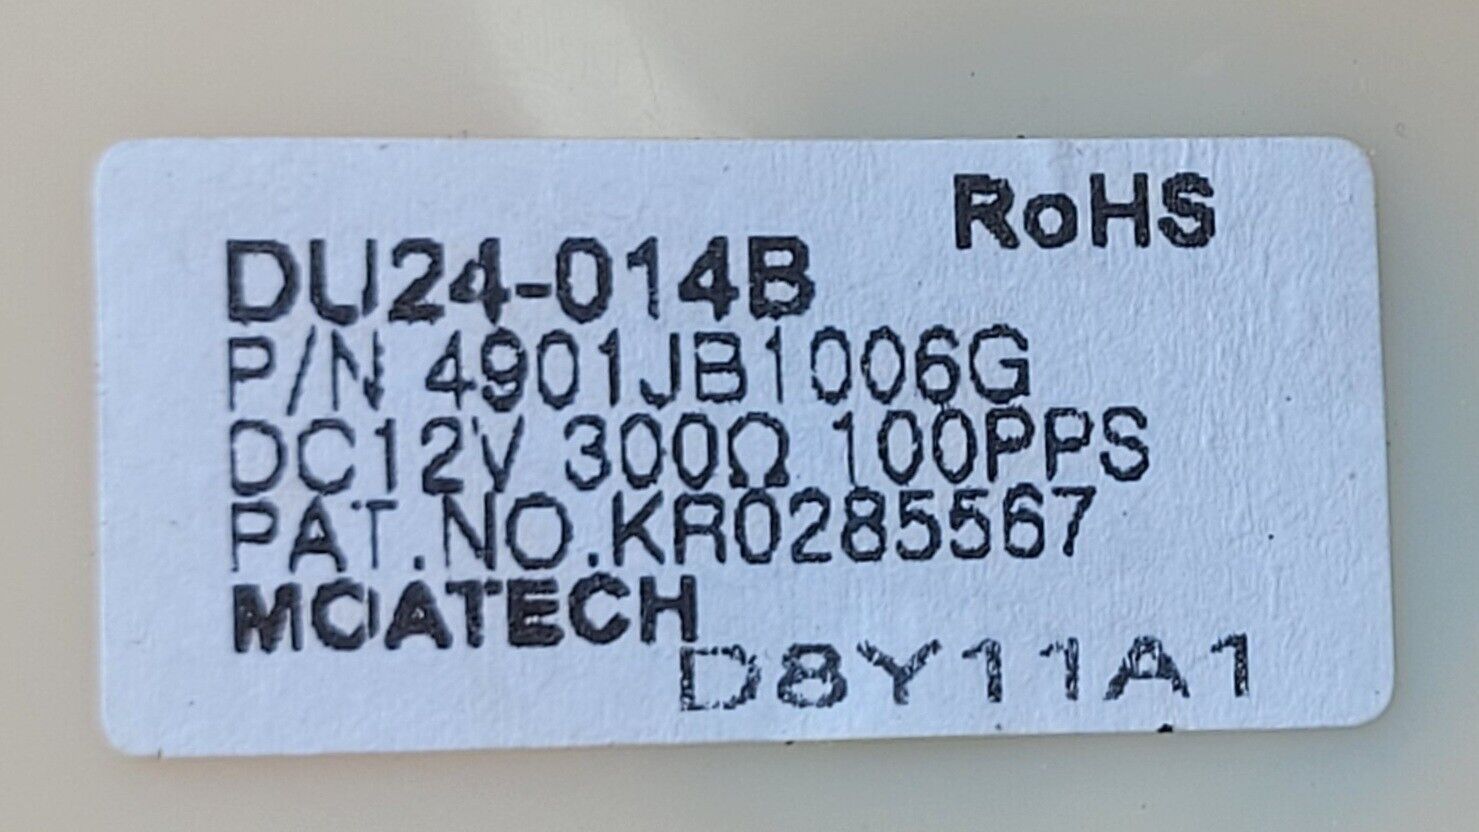 RoHS
DU24-014B
P/N 4901JB1006G
DC12V 300Ω 100PPS
PAT.NO.KR0285567
MOATECH
D8Y11A1